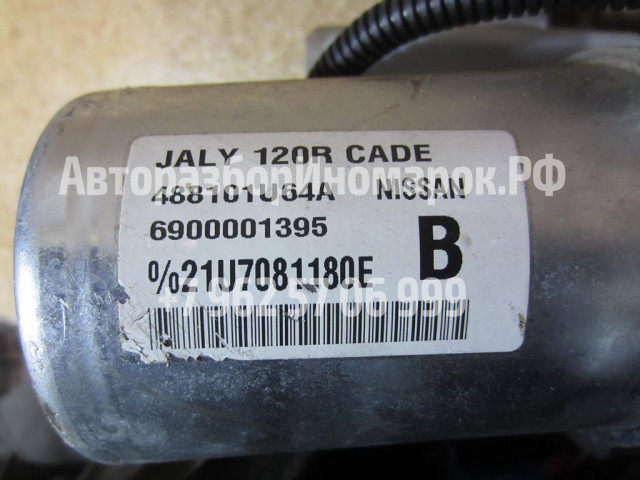 JALY 120R CADE
АвторазборИномарок.РФ
488101U64A NISSAN
6900001395
B
%21U7081180E
+79625706999